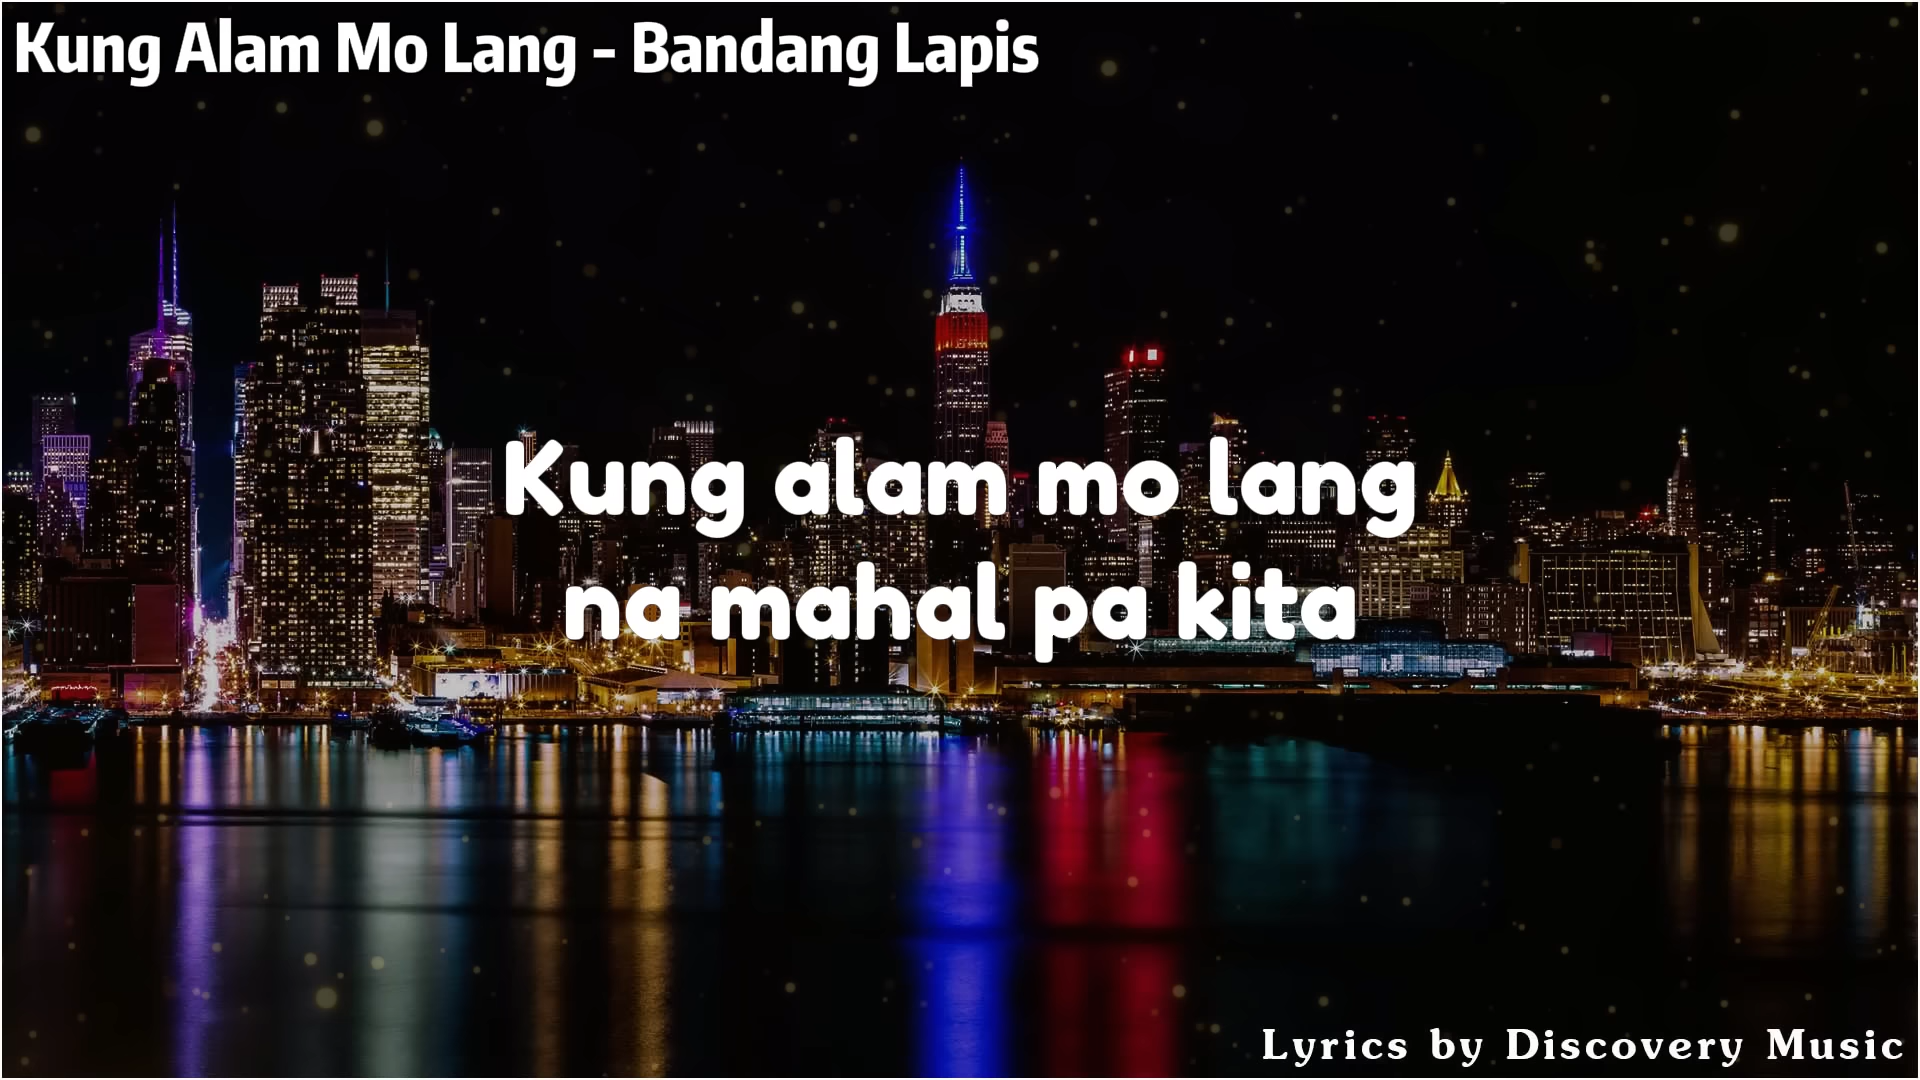 Kung Alam Mo Lang - Bandang Lapis
Kung alam mo lang
na mahal pa kita
Lyrics by Discovery Music